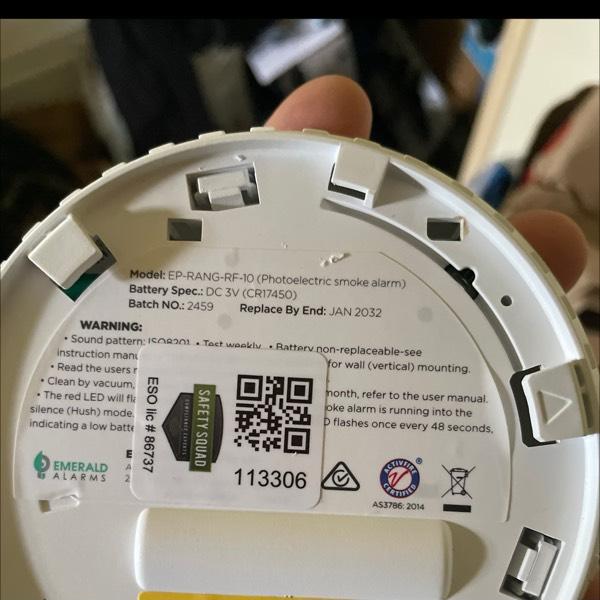 Model: EP-RANG-RF-10 (Photoelectric smoke alarm)
Battery Spec.: DC 3V (CR17450)
Batch NO.: 2459 Replace By End: JAN 2032
WARNING:
• Sound pattern: ISO8201 • Test weekly • Battery non-replaceable-see
instruction for wall (vertical) mounting.
• Read the users month, refer to the user manual.
• Clean by vacuum, alarm is running into the
• The red LED will flashes once every 48 seconds,
silence (Hush) mode.
indicating a low
EMERALD
ALARMS
ESO lic # 86737
SAFETY SQUAD
COMPLIANCE EXPERTS
113306
ACTIVFIRE
CERTIFIED
®
AS3786: 2014